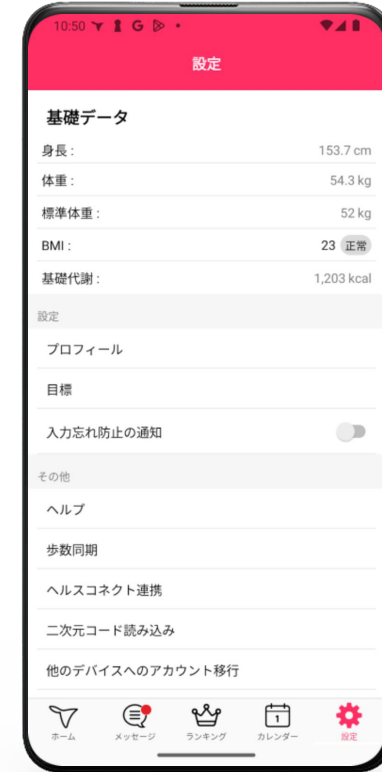 10:50
設定
基礎データ
身長 : 153.7 cm
体重 : 54.3 kg
標準体重 : 52 kg
BMI : 23 正常
基礎代謝 : 1,203 kcal
設定
プロフィール
目標
入力忘れ防止の通知
その他
ヘルプ
歩数同期
ヘルスコネクト連携
二次元コード読み込み
他のデバイスへのアカウント移行
1
ホーム メッセージ ランキング カレンダー 設定